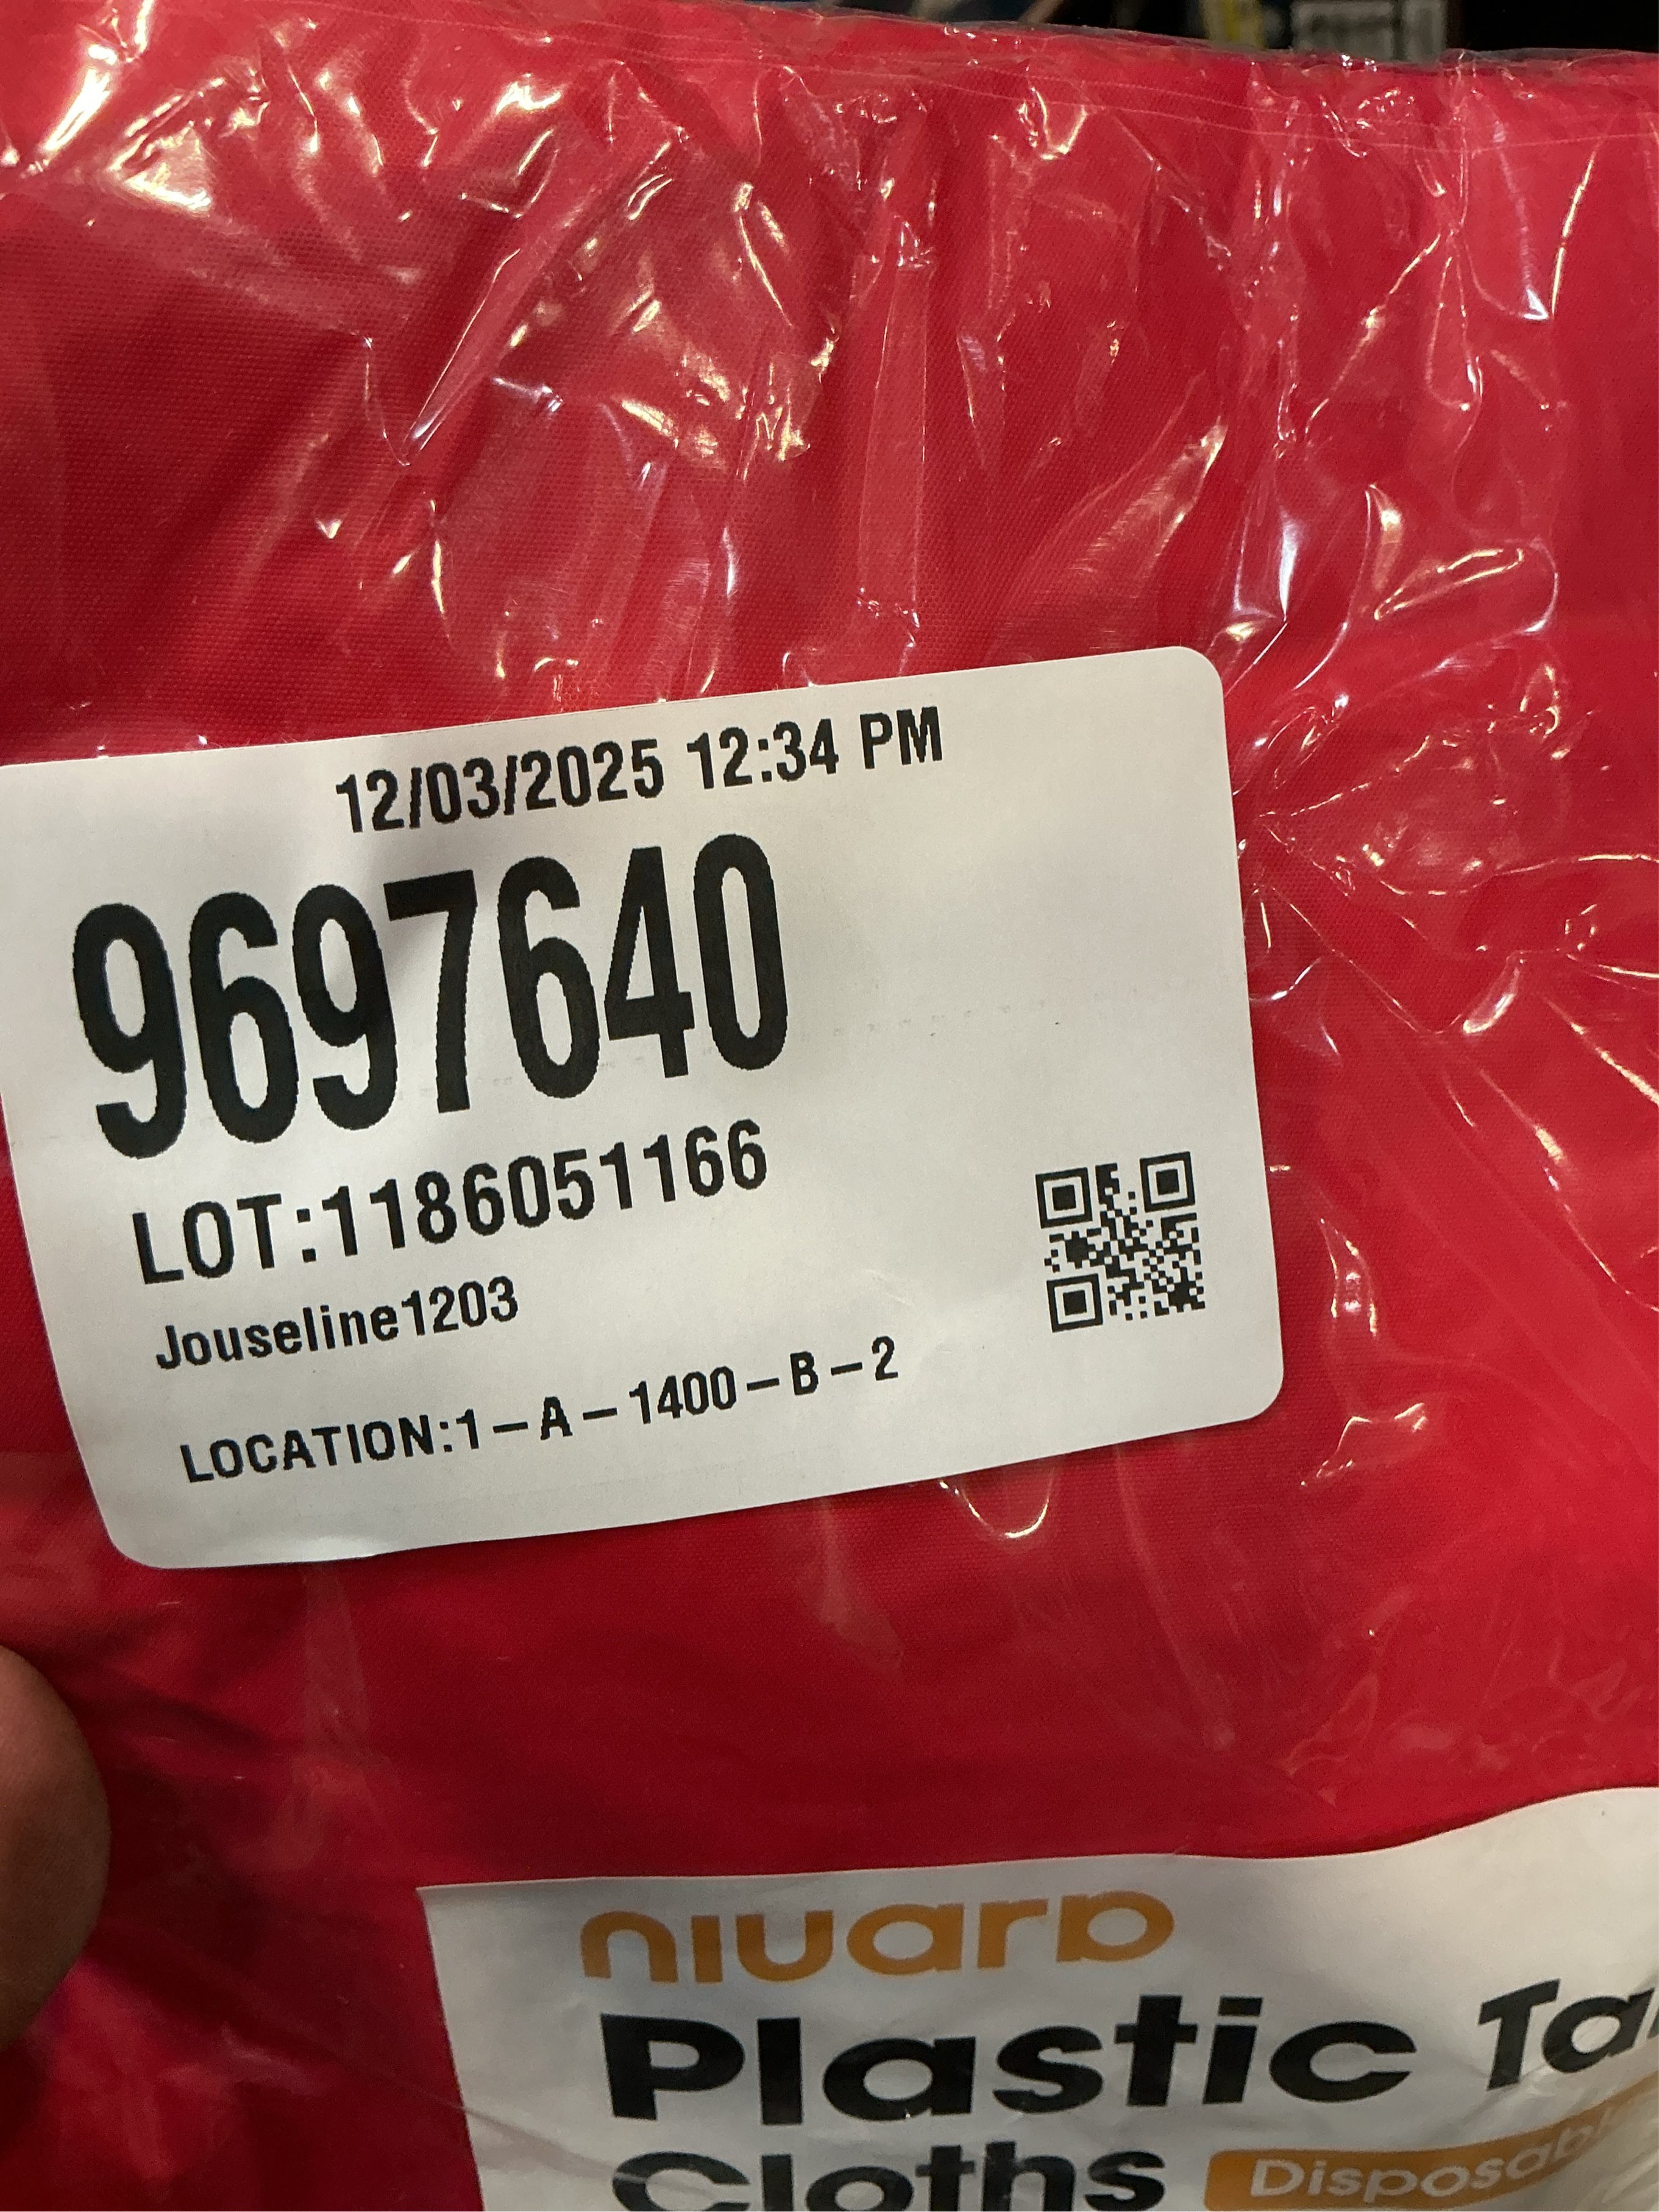 12/03/2025 12:34 PM
9697640
LOT:1186051166
Jouseline1203
LOCATION:1-A-1400-B-2
niuarb
Plastic
Cloths